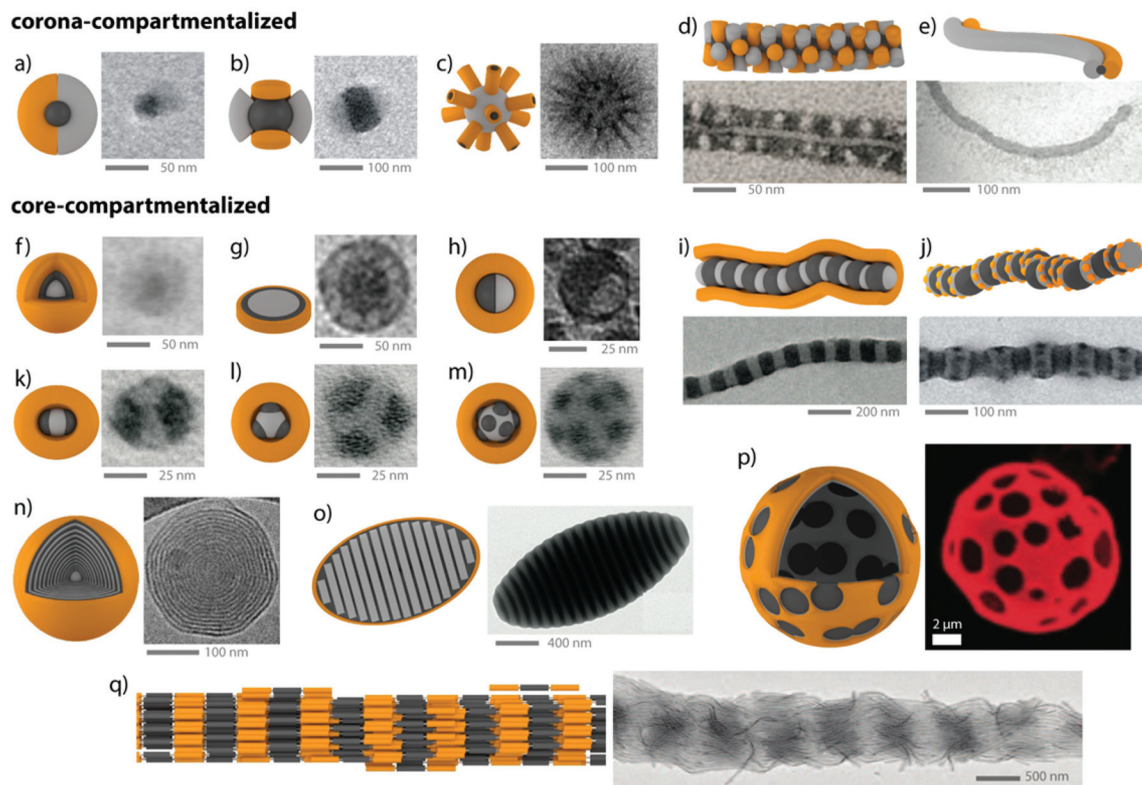 corona-compartmentalized
a)
50 nm
b)
100 nm
c)
100 nm
d)
50 nm
e)
100 nm
core-compartmentalized
f)
50 nm
g)
50 nm
h)
25 nm
i)
200 nm
j)
100 nm
k)
25 nm
l)
25 nm
m)
25 nm
n)
100 nm
o)
400 nm
p)
2 µm
q)
500 nm